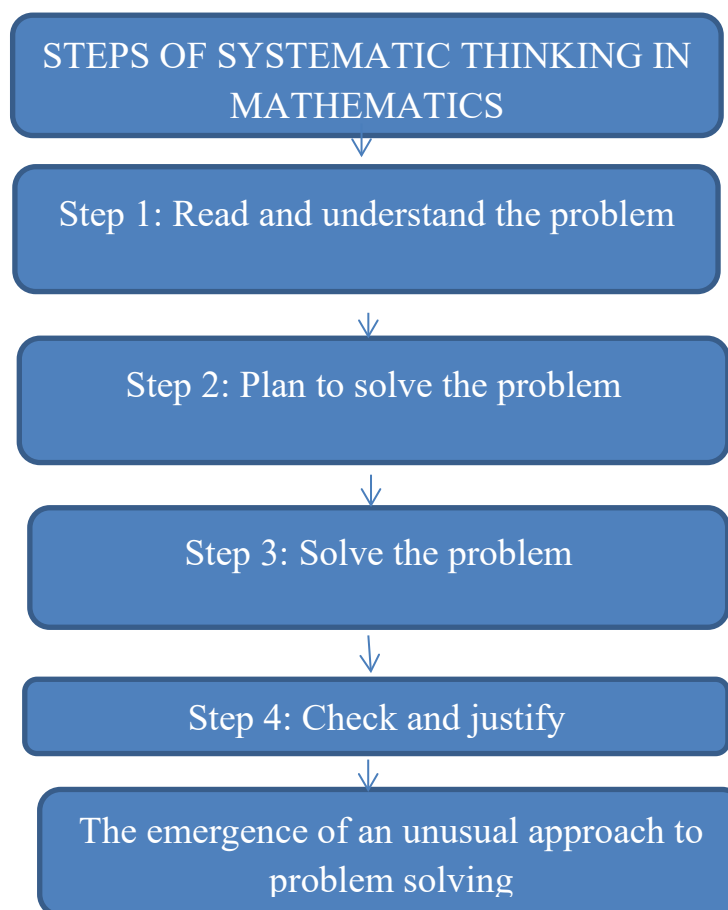 STEPS OF SYSTEMATIC THINKING IN
MATHEMATICS
Step 1: Read and understand the problem
Step 2: Plan to solve the problem
Step 3: Solve the problem
Step 4: Check and justify
The emergence of an unusual approach to
problem solving